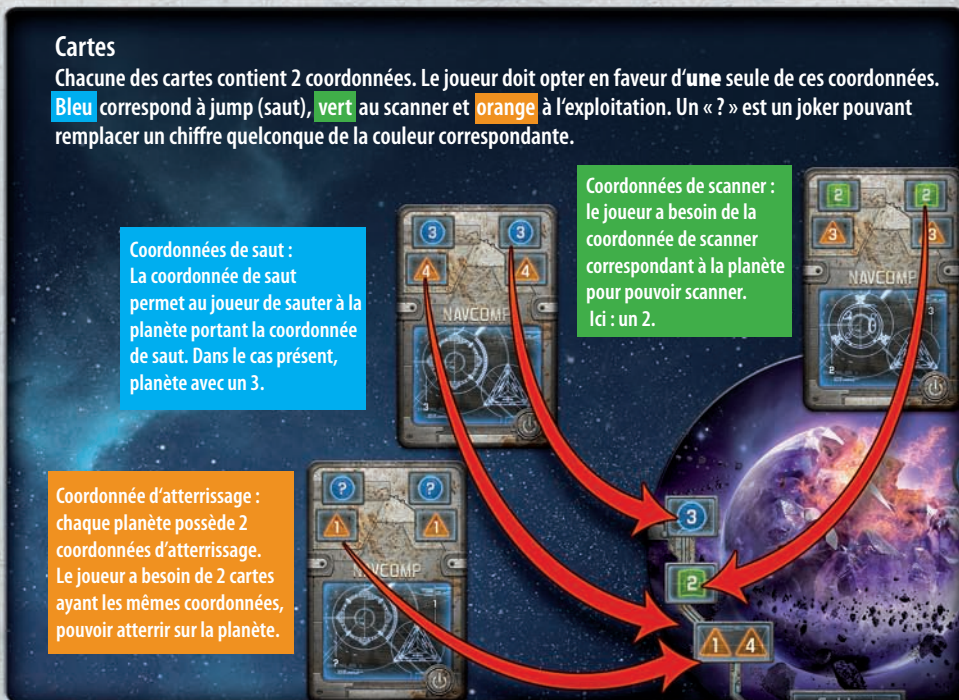 Cartes
Chacune des cartes contient 2 coordonnées. Le joueur doit opter en faveur d‘une seule de ces coordonnées.
Bleu correspond à jump (saut), vert au scanner et orange à l‘exploitation. Un « ? » est un joker pouvant
remplacer un chiffre quelconque de la couleur correspondante.
Coordonnées de scanner :
le joueur a besoin de la
coordonnée de scanner
correspondant à la planète
pour pouvoir scanner.
Ici : un 2.
2 2
3 3
NAVCOMP
3
2
Coordonnées de saut :
La coordonnée de saut
permet au joueur de sauter à la
planète portant la coordonnée
de saut. Dans le cas présent,
planète avec un 3.
3 3
4 4
NAVCOMP
3
Coordonnée d‘atterrissage :
chaque planète possède 2
coordonnées d’atterrissage.
Le joueur a besoin de 2 cartes
ayant les mêmes coordonnées,
pouvoir atterrir sur la planète.
? ?
1 1
NAVCOMP
1
?
3
2
1 4